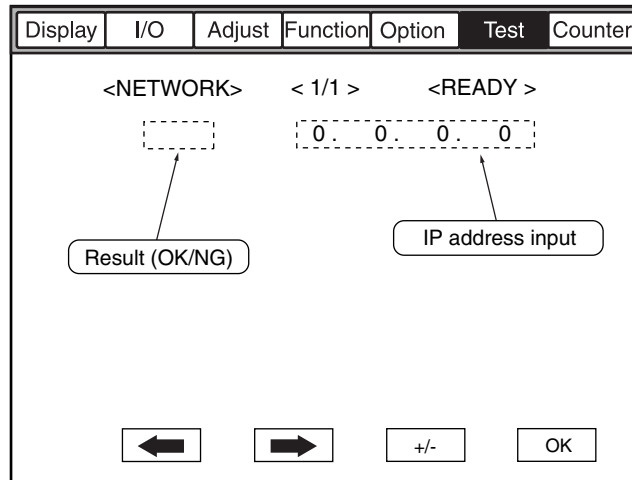 Display I/O Adjust Function Option Test Counter
<NETWORK> < 1/1 > <READY >
0. 0. 0. 0
Result (OK/NG) IP address input
+/- OK